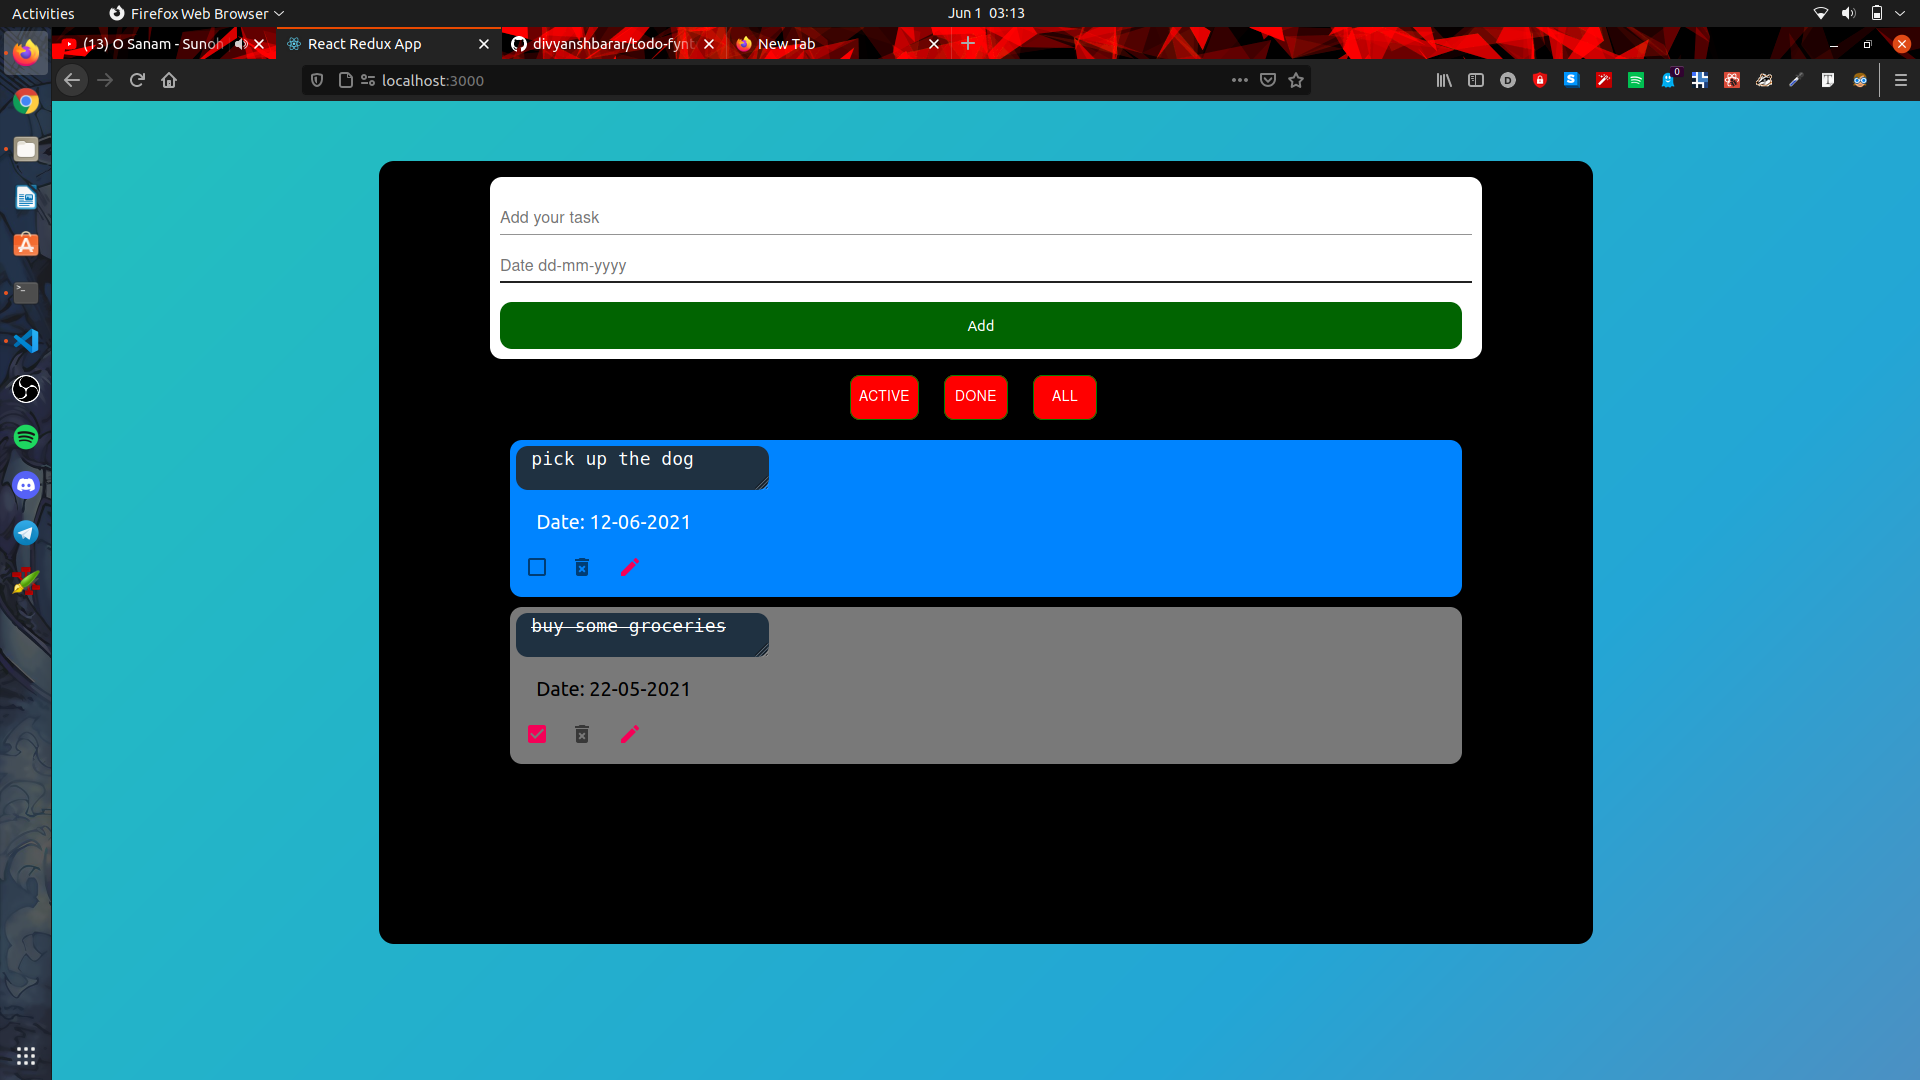 Activities
Firefox Web Browser
Jun 1 03:13
(13) O Sanam - Sunoh
React Redux App
divyanshbarar/todo-fynt
New Tab
localhost:3000
0
Add your task
Date dd-mm-yyyy
Add
ACTIVE
DONE
ALL
pick up the dog
Date: 12-06-2021
buy some groceries
Date: 22-05-2021